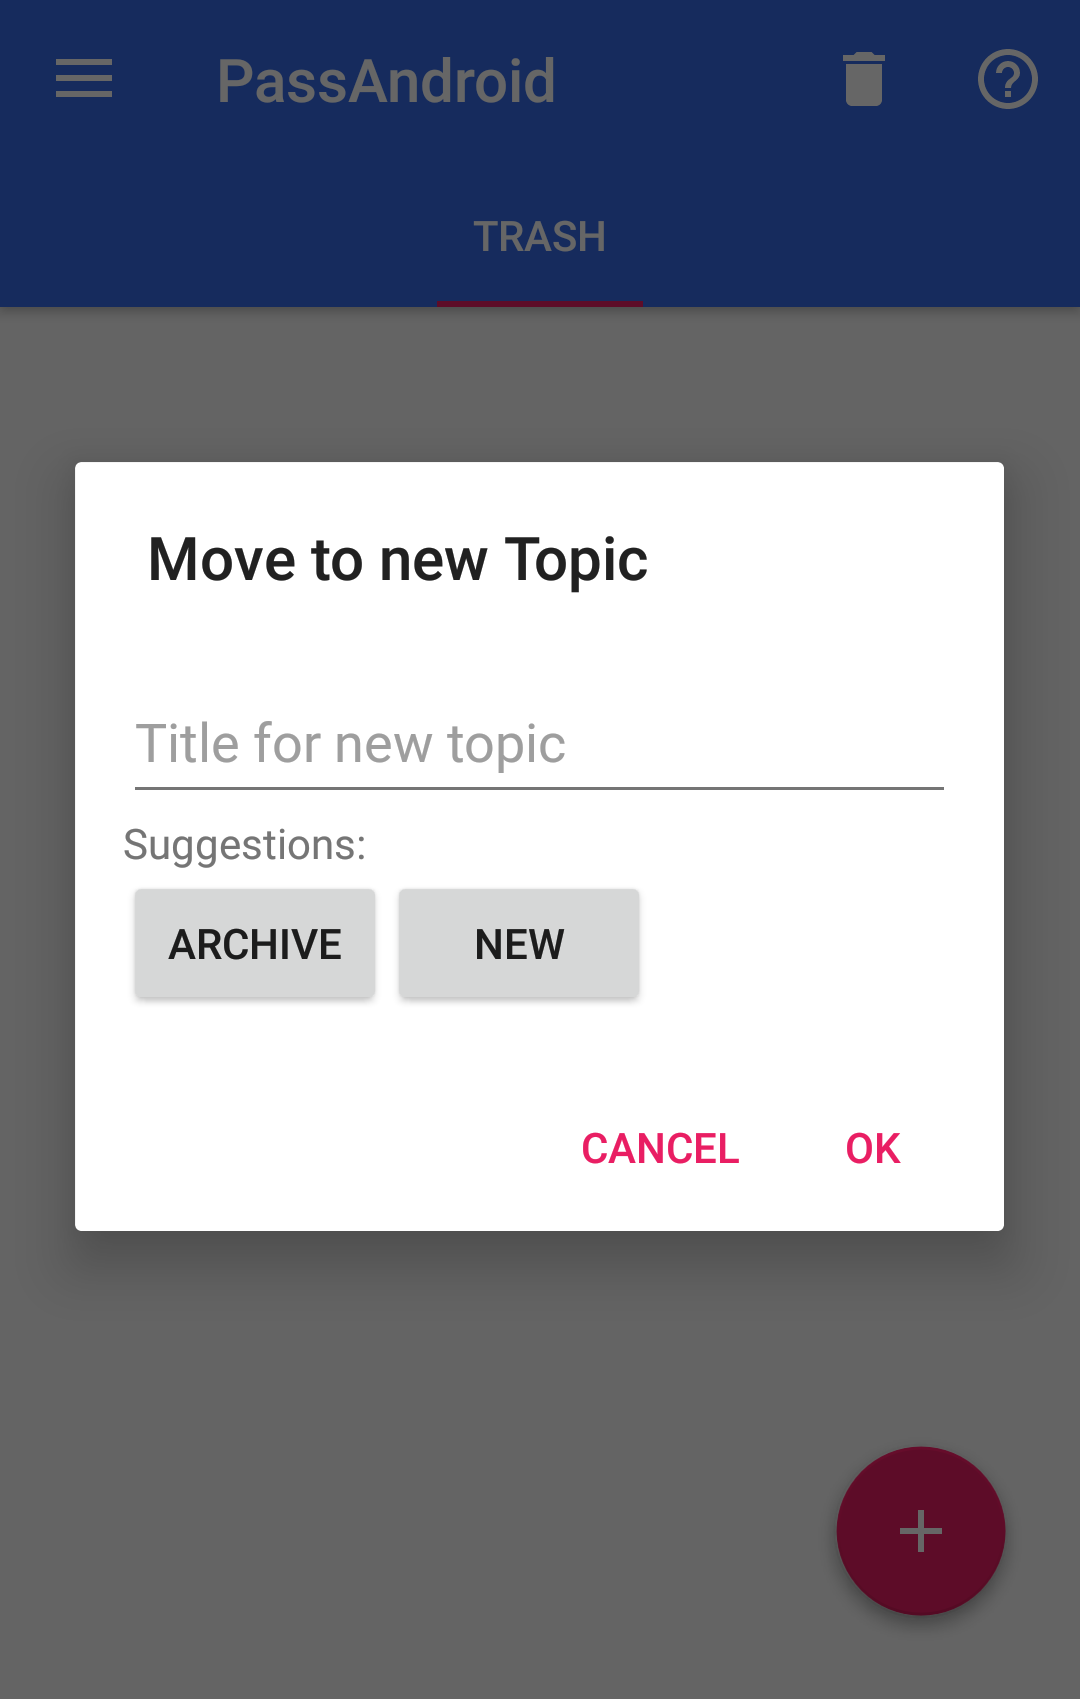 PassAndroid
TRASH
Move to new Topic
Title for new topic
Suggestions:
ARCHIVE NEW
CANCEL OK